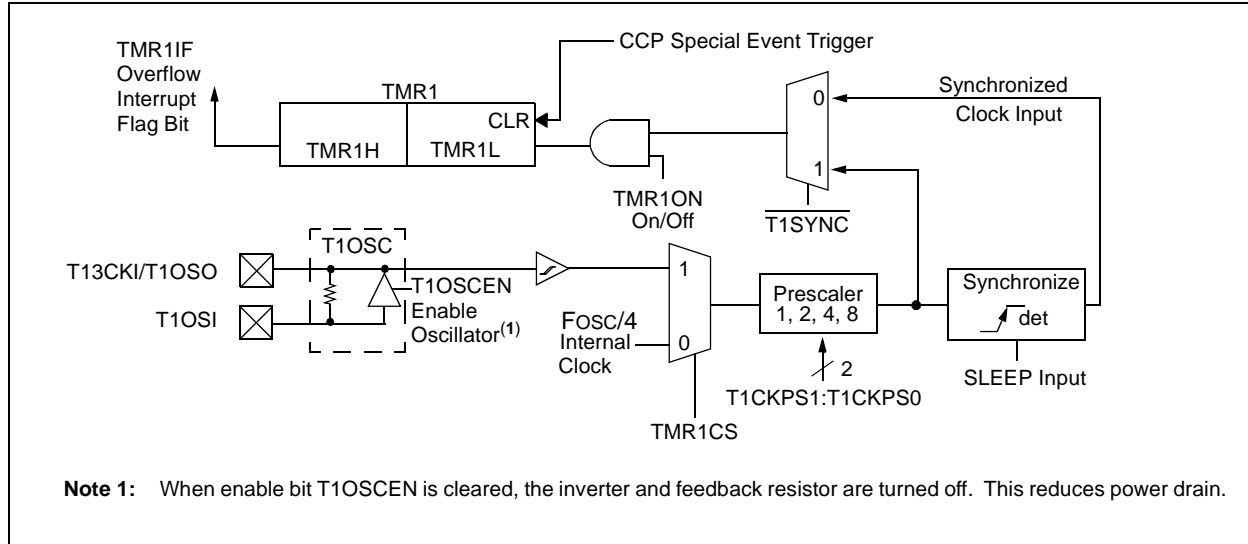 TMR1IF
Overflow
Interrupt
Flag Bit
TMR1
CLR
TMR1H
TMR1L
CCP Special Event Trigger
TMR1ON
On/Off
0
1
T1SYNC
Synchronized
Clock Input
T1OSC
T13CKI/T1OSO
T1OSI
T1OSCEN
Enable
Oscillator(1)
FOSC/4
Internal
Clock
1
0
TMR1CS
Prescaler
1, 2, 4, 8
2
T1CKPS1:T1CKPS0
Synchronize
det
SLEEP Input
Note 1: When enable bit T1OSCEN is cleared, the inverter and feedback resistor are turned off. This reduces power drain.